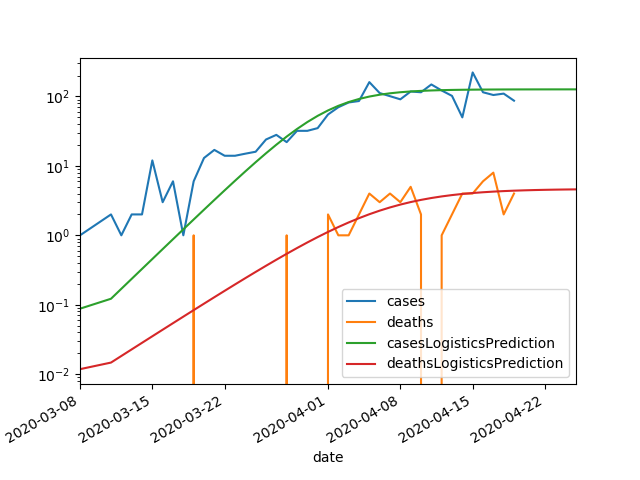 10²
10¹
10⁰
10⁻¹
10⁻²
2020-03-08
2020-03-15
2020-03-22
2020-04-01
2020-04-08
2020-04-15
2020-04-22
date
cases
deaths
casesLogisticsPrediction
deathsLogisticsPrediction